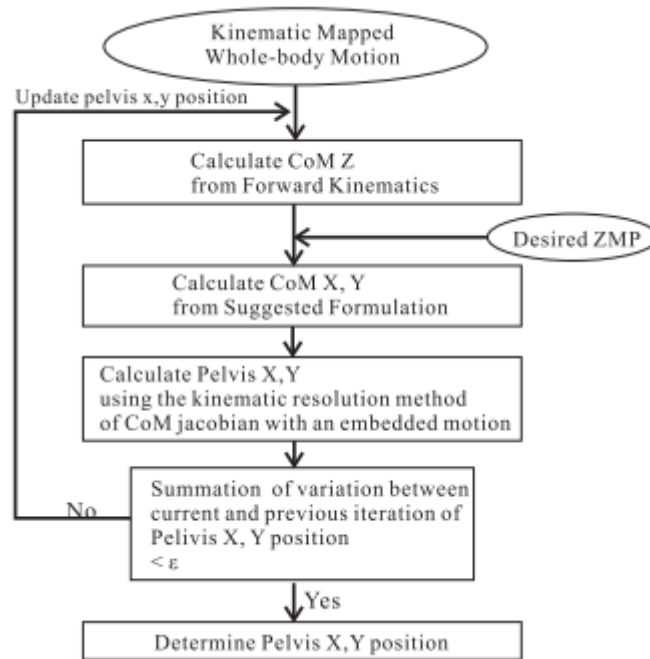 Kinematic Mapped
Whole-body Motion
Update pelvis x,y position
Calculate CoM Z
from Forward Kinematics
Desired ZMP
Calculate CoM X, Y
from Suggested Formulation
Calculate Pelvis X,Y
using the kinematic resolution method
of CoM jacobian with an embedded motion
Summation of variation between
current and previous iteration of
Pelivis X, Y position
< ε
No
Yes
Determine Pelvis X,Y position